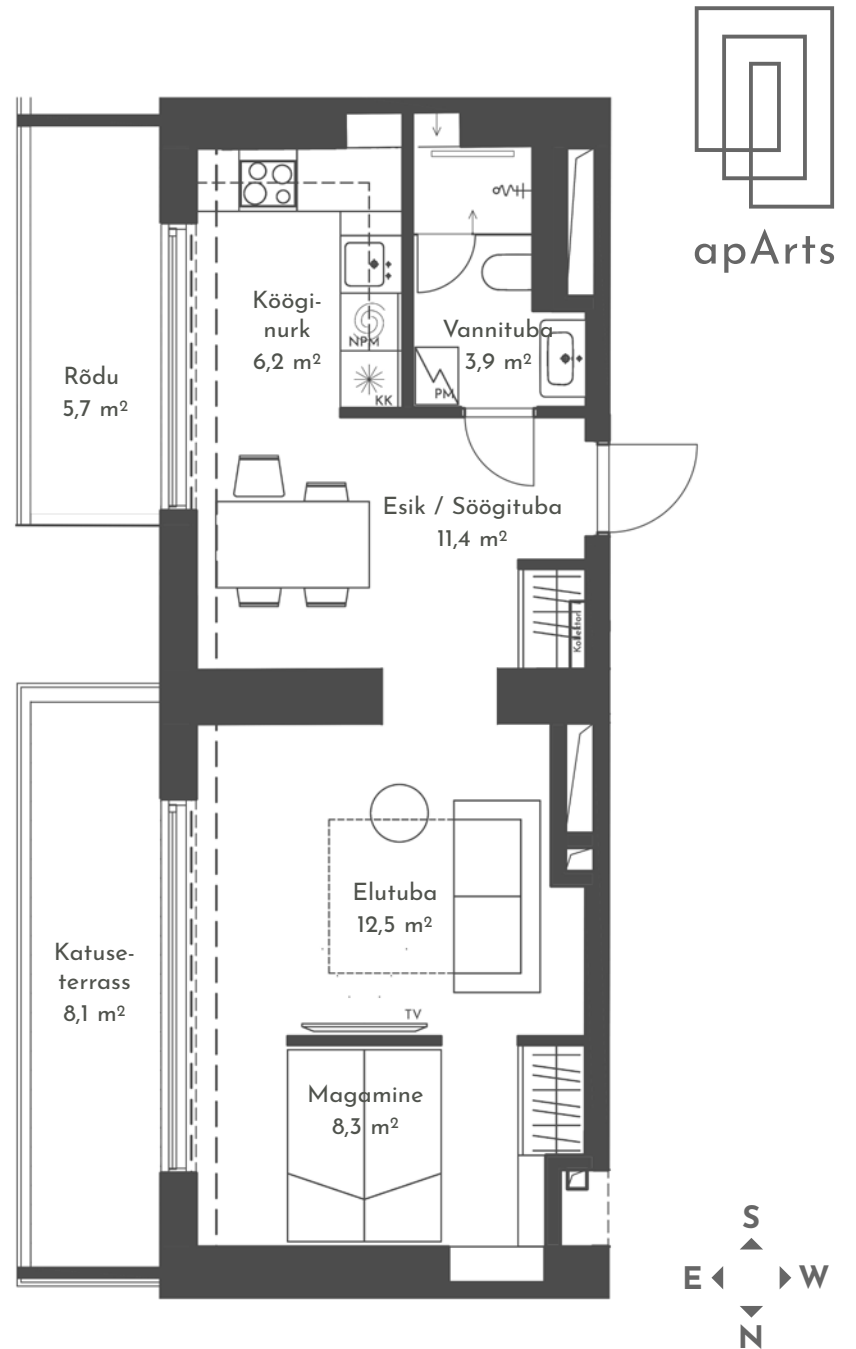 apArts
Köögi-
nurk
6,2 m²
Vannituba
3,9 m²
NPM
KK
PM
Rõdu
5,7 m²
Esik / Söögituba
11,4 m²
Kollektori
Elutuba
12,5 m²
Katuse-
terrass
8,1 m²
TV
Magamine
8,3 m²
S
E W
N